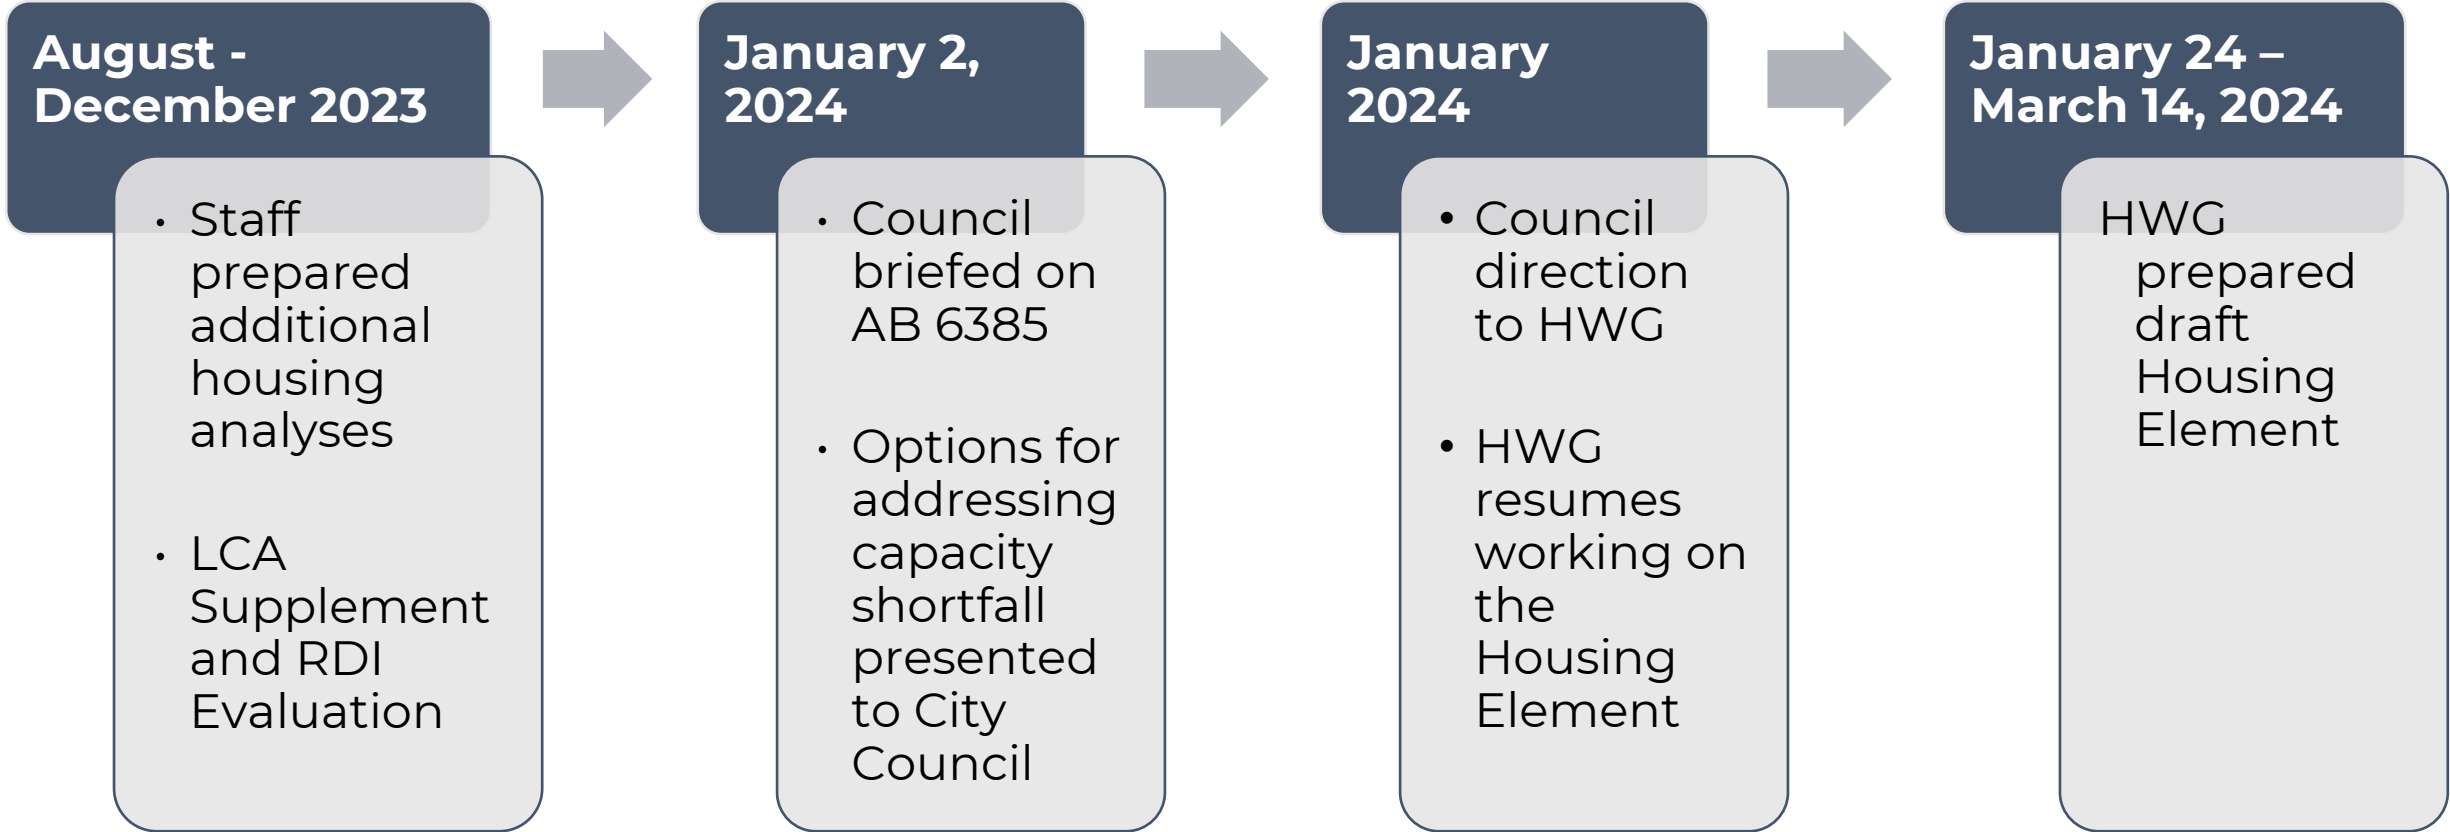 August -
December 2023
• Staff
prepared
additional
housing
analyses
• LCA
Supplement
and RDI
Evaluation
January 2,
2024
• Council
briefed on
AB 6385
• Options for
addressing
capacity
shortfall
presented
to City
Council
January
2024
• Council
direction
to HWG
• HWG
resumes
working on
the
Housing
Element
January 24 –
March 14, 2024
HWG
prepared
draft
Housing
Element